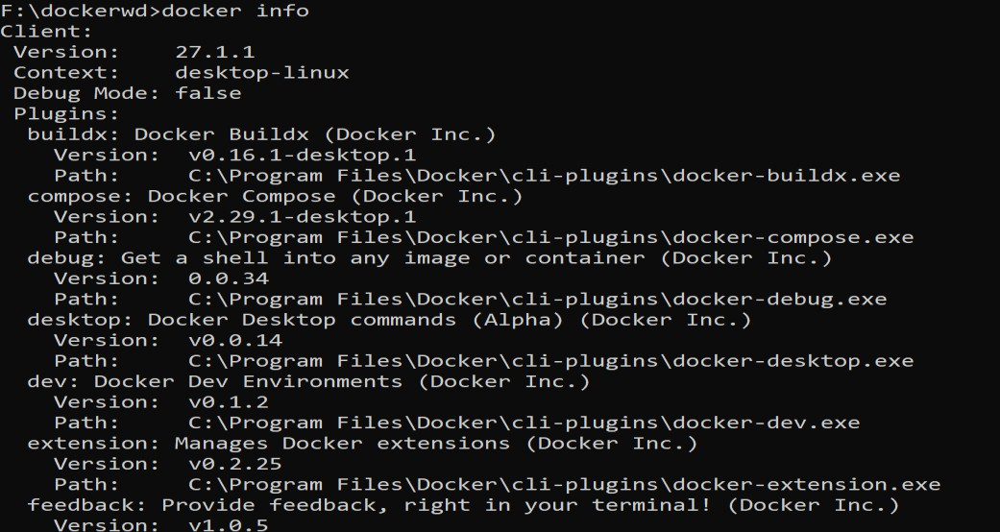 F:\dockerwd>docker info
Client:
 Version:    27.1.1
 Context:    desktop-linux
 Debug Mode: false
 Plugins:
  buildx: Docker Buildx (Docker Inc.)
    Version:  v0.16.1-desktop.1
    Path:     C:\Program Files\Docker\cli-plugins\docker-buildx.exe
  compose: Docker Compose (Docker Inc.)
    Version:  v2.29.1-desktop.1
    Path:     C:\Program Files\Docker\cli-plugins\docker-compose.exe
  debug: Get a shell into any image or container (Docker Inc.)
    Version:  0.0.34
    Path:     C:\Program Files\Docker\cli-plugins\docker-debug.exe
  desktop: Docker Desktop commands (Alpha) (Docker Inc.)
    Version:  v0.0.14
    Path:     C:\Program Files\Docker\cli-plugins\docker-desktop.exe
  dev: Docker Dev Environments (Docker Inc.)
    Version:  v0.1.2
    Path:     C:\Program Files\Docker\cli-plugins\docker-dev.exe
  extension: Manages Docker extensions (Docker Inc.)
    Version:  v0.2.25
    Path:     C:\Program Files\Docker\cli-plugins\docker-extension.exe
  feedback: Provide feedback, right in your terminal! (Docker Inc.)
    Version:  v1.0.5